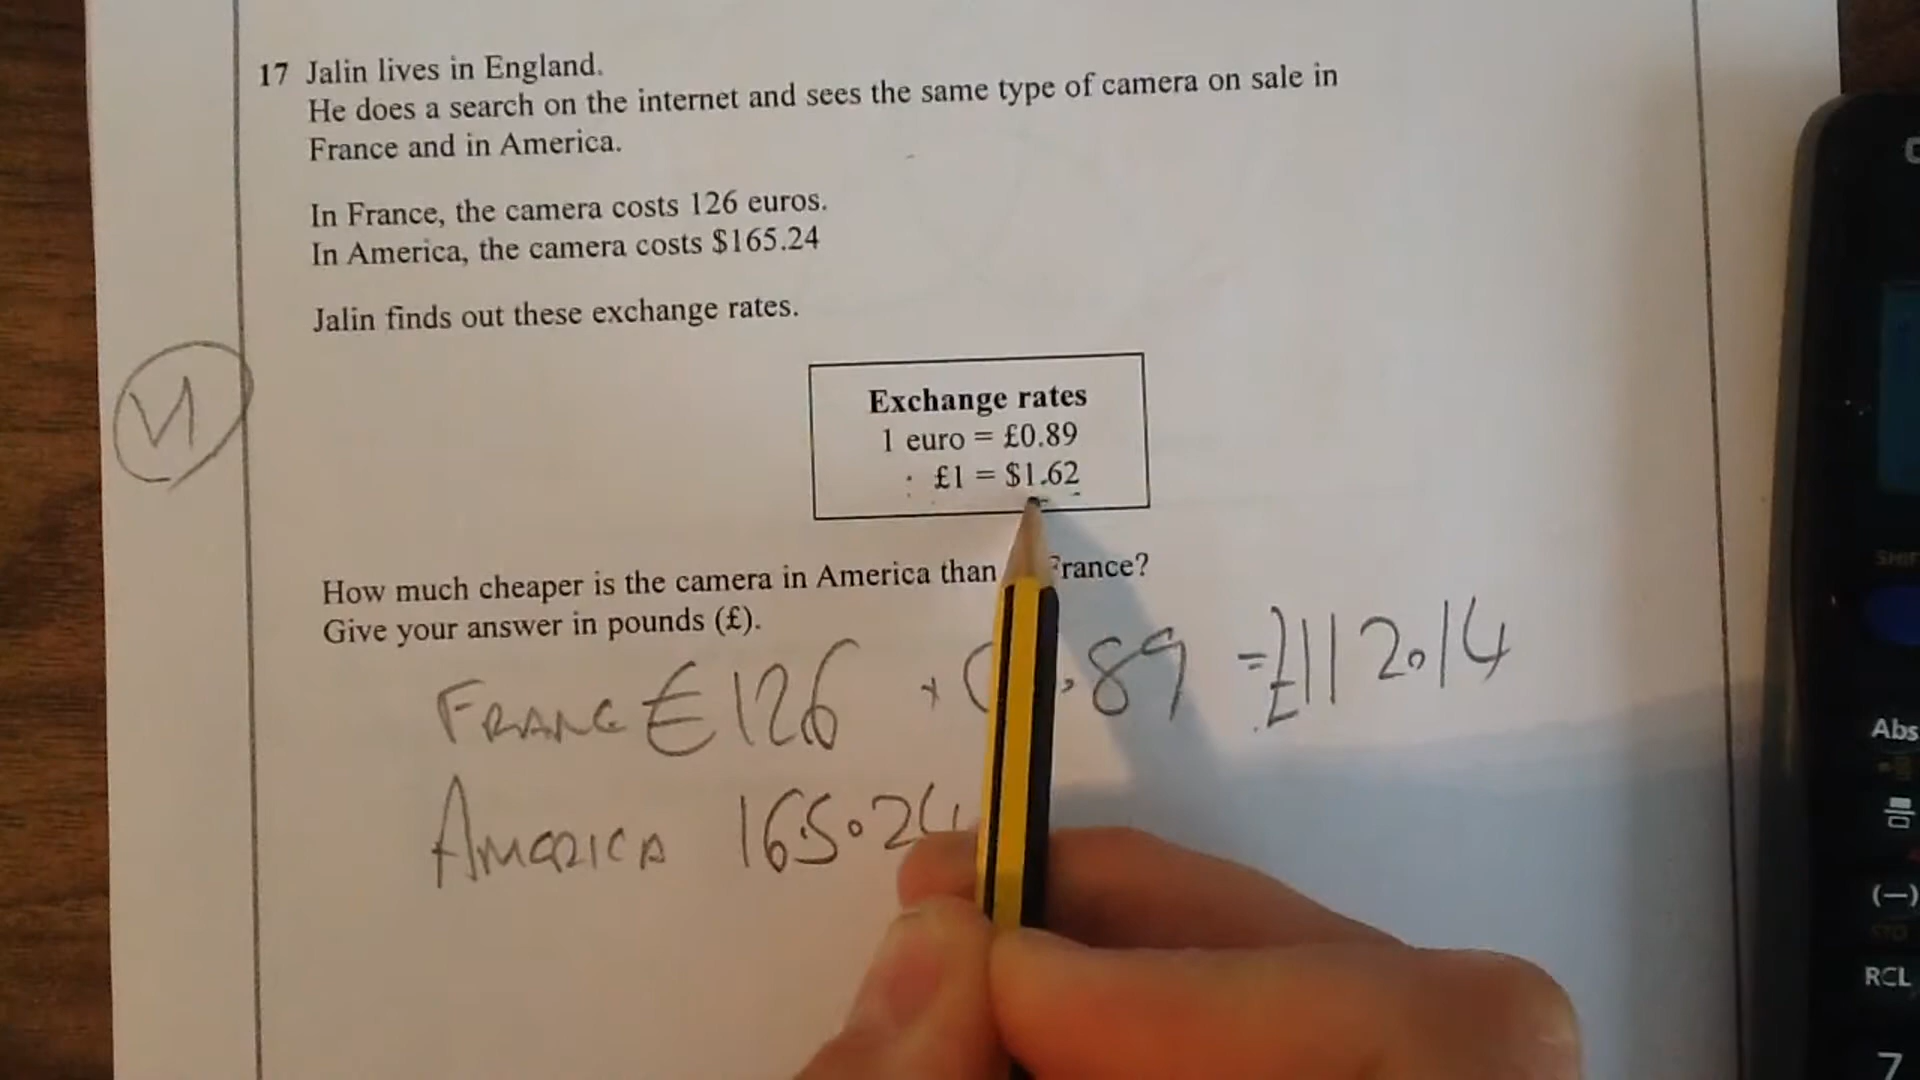 17 Jalin lives in England.
He does a search on the internet and sees the same type of camera on sale in
France and in America.
In France, the camera costs 126 euros.
In America, the camera costs $165.24
Jalin finds out these exchange rates.
Exchange rates
1 euro = £0.89
£1 = $1.62
How much cheaper is the camera in America than France?
Give your answer in pounds (£).
FRANCE €126 × 0.89 = £112.14
AMERICA 165.24
Abs
(−)
STO
RCL
7